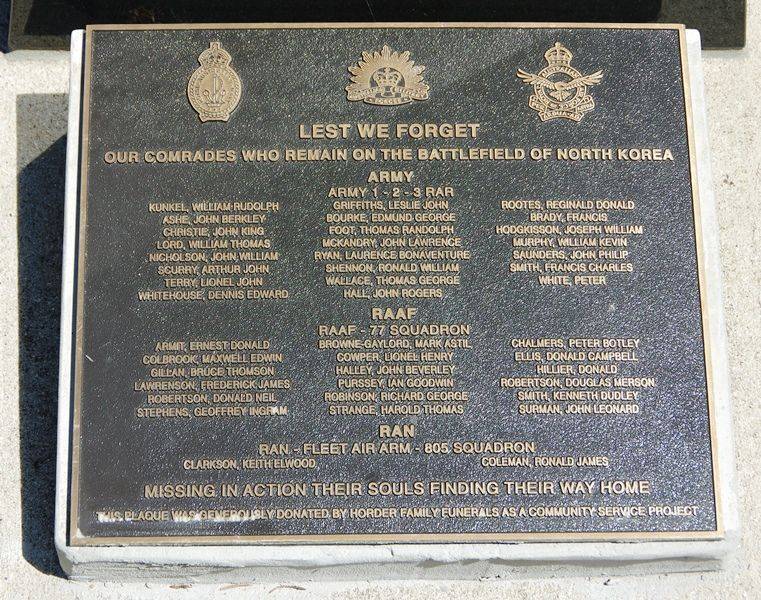 LEST WE FORGET
OUR COMRADES WHO REMAIN ON THE BATTLEFIELD OF NORTH KOREA
ARMY
ARMY 1 - 2 - 3 RAR
KUNKEL, WILLIAM RUDOLPH GRIFFITHS, LESLIE JOHN ROOTES, REGINALD DONALD
ASHE, JOHN BERKLEY BOURKE, EDMUND GEORGE BRADY, FRANCIS
CHRISTIE, JOHN KING FOOT, THOMAS RANDOLPH HODGKISSON, JOSEPH WILLIAM
LORD, WILLIAM THOMAS MCKANDRY, JOHN LAWRENCE MURPHY, WILLIAM KEVIN
NICHOLSON, JOHN WILLIAM RYAN, LAURENCE BONAVENTURE SAUNDERS, JOHN PHILIP
SCURRY, ARTHUR JOHN SHENNON, RONALD WILLIAM SMITH, FRANCIS CHARLES
TERRY, LIONEL JOHN WALLACE, THOMAS GEORGE WHITE, PETER
WHITEHOUSE, DENNIS EDWARD HALL, JOHN ROGERS
RAAF
RAAF - 77 SQUADRON
ARMIT, ERNEST DONALD BROWNE-GAYLORD, MARK ASTIL CHALMERS, PETER BOTLEY
COLBROOK, MAXWELL EDWIN COWPER, LIONEL HENRY ELLIS, DONALD CAMPBELL
GILLAN, BRUCE THOMSON HALLEY, JOHN BEVERLEY HILLIER, DONALD
LAWRENSON, FREDERICK JAMES PURSSEY, IAN GOODWIN ROBERTSON, DOUGLAS MERSON
ROBERTSON, DONALD NEIL ROBINSON, RICHARD GEORGE SMITH, KENNETH DUDLEY
STEPHENS, GEOFFREY INGRAM STRANGE, HAROLD THOMAS SURMAN, JOHN LEONARD
RAN
RAN - FLEET AIR ARM - 805 SQUADRON
CLARKSON, KEITH ELWOOD COLEMAN, RONALD JAMES
MISSING IN ACTION THEIR SOULS FINDING THEIR WAY HOME
THIS PLAQUE WAS GENEROUSLY DONATED BY HORDER FAMILY FUNERALS AS A COMMUNITY SERVICE PROJECT